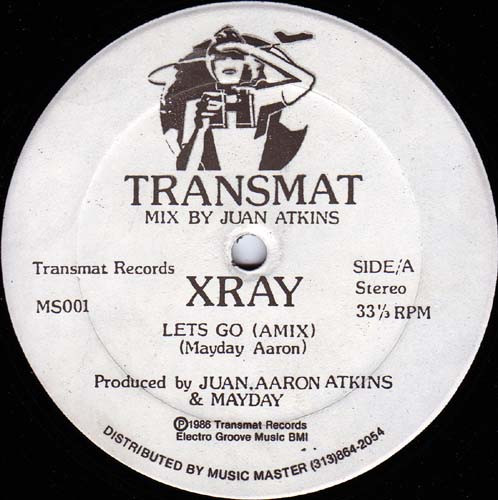 TRANSMAT
MIX BY JUAN ATKINS
Transmat Records
SIDE/A
XRAY
MS001
Stereo
33⅓ RPM
LETS GO (AMIX)
(Mayday Aaron)
Produced by JUAN, AARON ATKINS
& MAYDAY
Ⓟ1986 Transmat Records
Electro Groove Music BMI
DISTRIBUTED BY MUSIC MASTER (313)864-2054